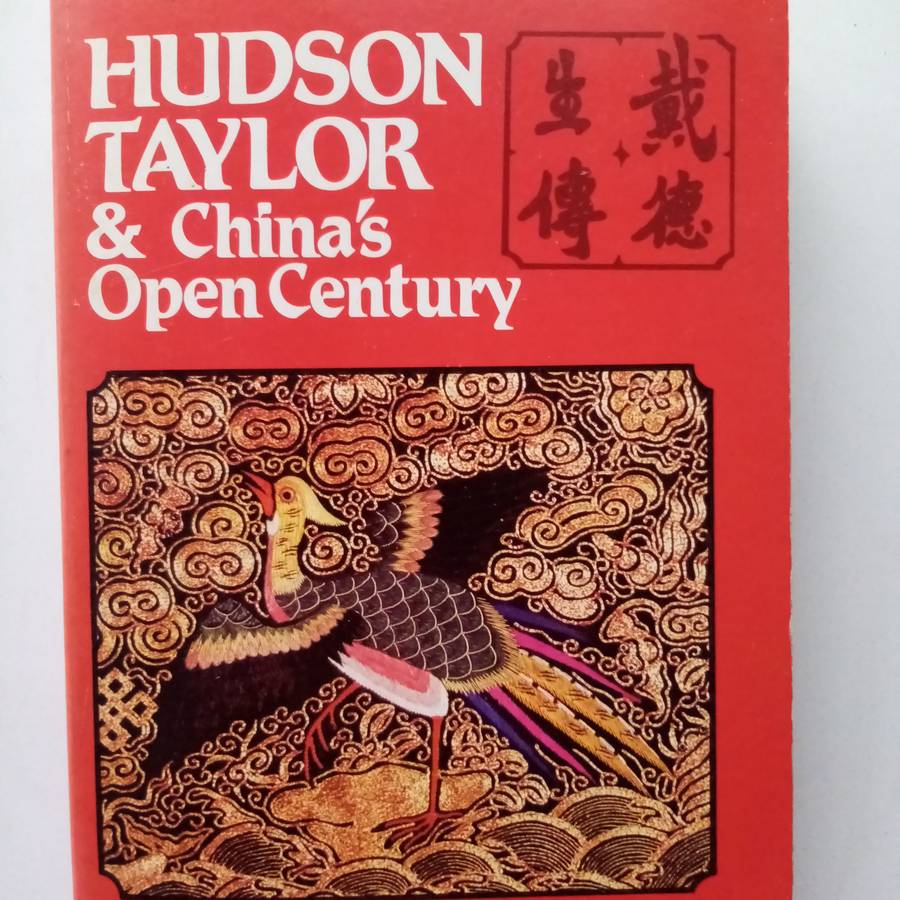 HUDSON
TAYLOR
& China's
Open Century
戴德
生傳